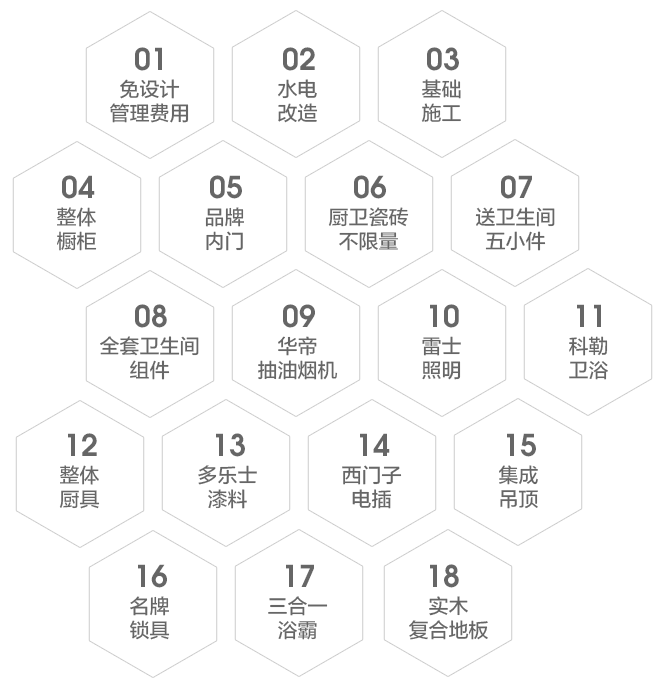 01
免设计
管理费用
02
水电
改造
03
基础
施工
04
整体
橱柜
05
品牌
内门
06
厨卫瓷砖
不限量
07
送卫生间
五小件
08
全套卫生间
组件
09
华帝
抽油烟机
10
雷士
照明
11
科勒
卫浴
12
整体
厨具
13
多乐士
漆料
14
西门子
电插
15
集成
吊顶
16
名牌
锁具
17
三合一
浴霸
18
实木
复合地板